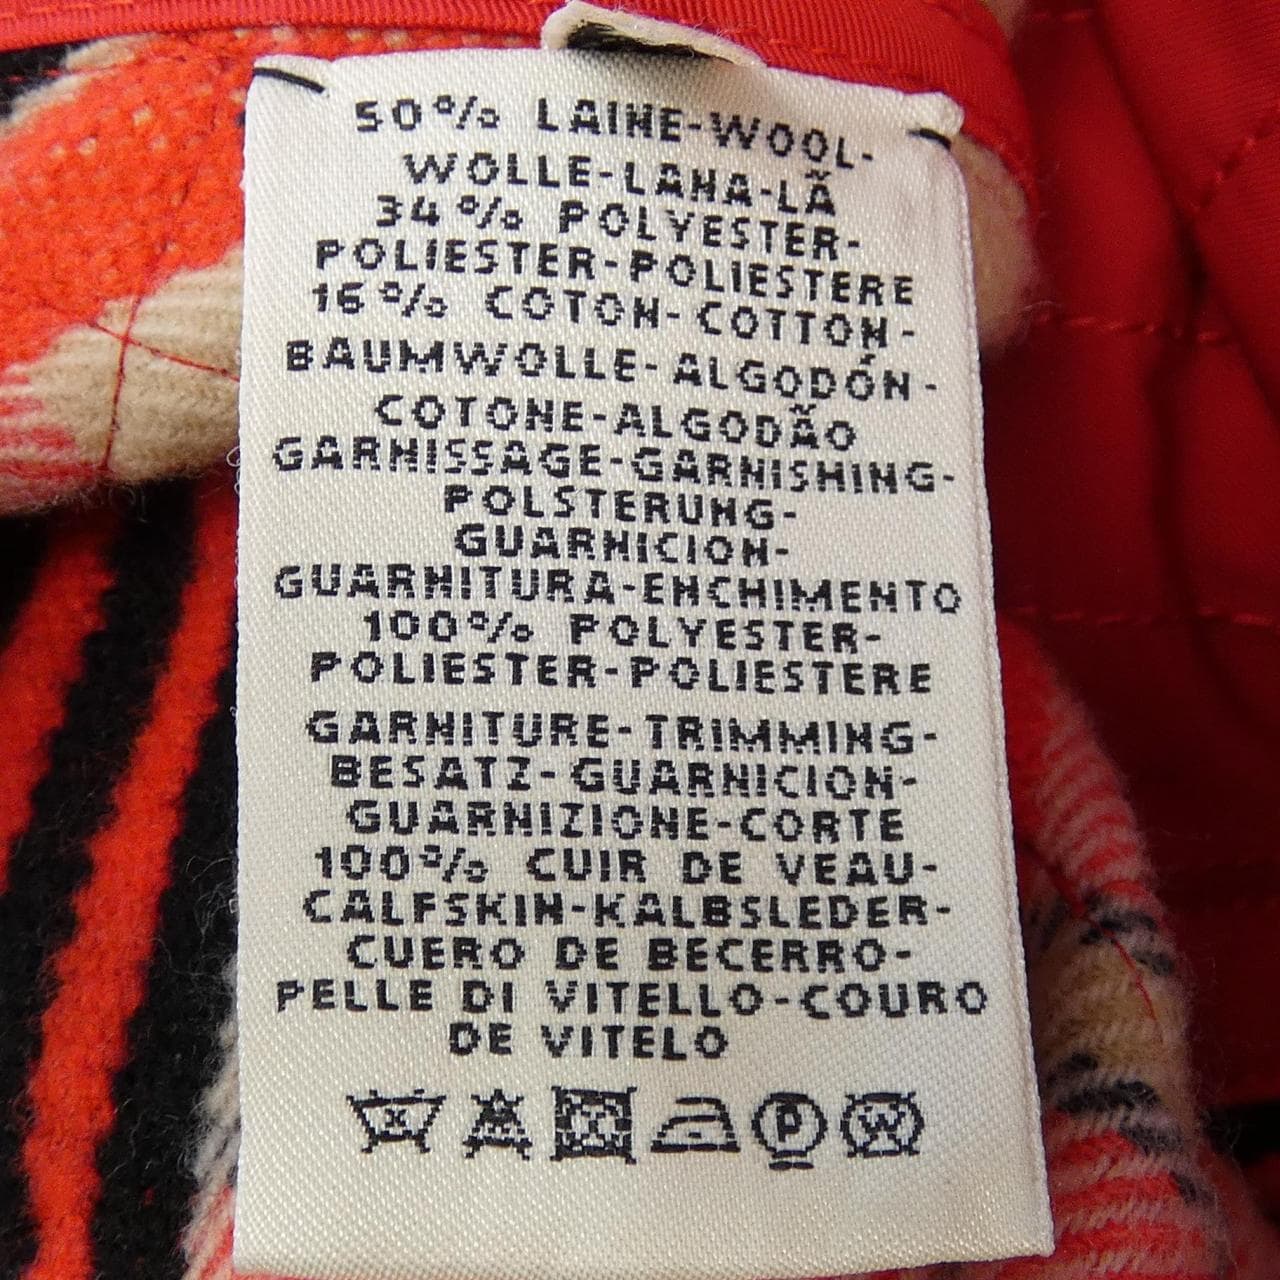 50% LAINE-WOOL-
WOLLE-LANA-LÃ
34% POLYESTER-
POLIESTER-POLIESTERE
16% COTON-COTTON-
BAUMWOLLE-ALGODÓN-
COTONE-ALGODÃO
GARNISSAGE-GARNISHING-
POLSTERUNG-
GUARNICION-
GUARNITURA-ENCHIMENTO
100% POLYESTER-
POLIESTER-POLIESTERE
GARNITURE-TRIMMING-
BESATZ-GUARNICION-
GUARNIZIONE-CORTE
100% CUIR DE VEAU-
CALFSKIN-KALBSLEDER-
CUERO DE BECERRO-
PELLE DI VITELLO-COURO
DE VITELO
P W